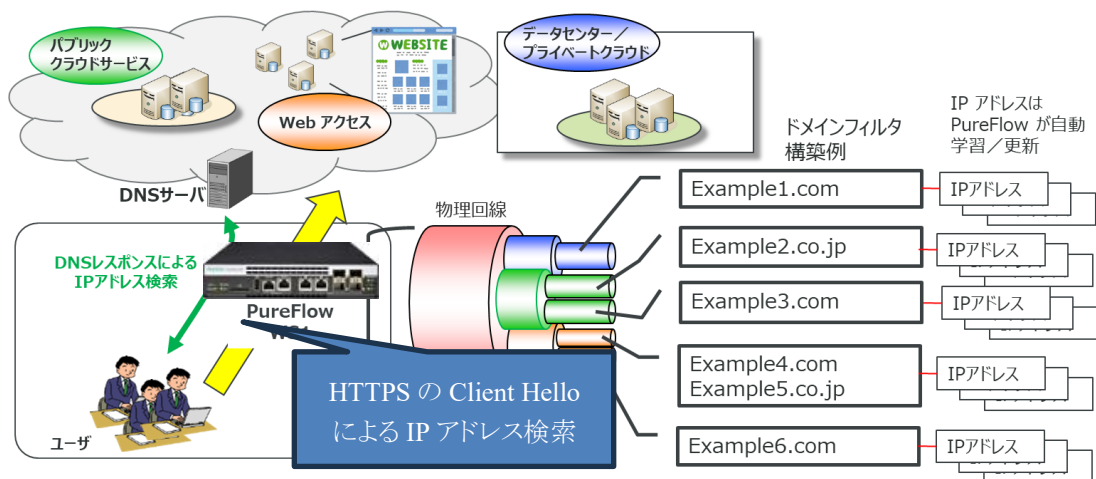 パブリック
クラウドサービス
WEBSITE
Web アクセス
データセンター／
プライベートクラウド
DNSサーバ
物理回線
ドメインフィルタ
構築例
IP アドレスは
PureFlow が自動
学習／更新
Example1.com
IPアドレス
Example2.co.jp
IPアドレス
Example3.com
IPアドレス
Example4.com
Example5.co.jp
IPアドレス
Example6.com
IPアドレス
DNSレスポンスによる
IPアドレス検索
PureFlow
HTTPS の Client Hello
による IP アドレス検索
ユーザ